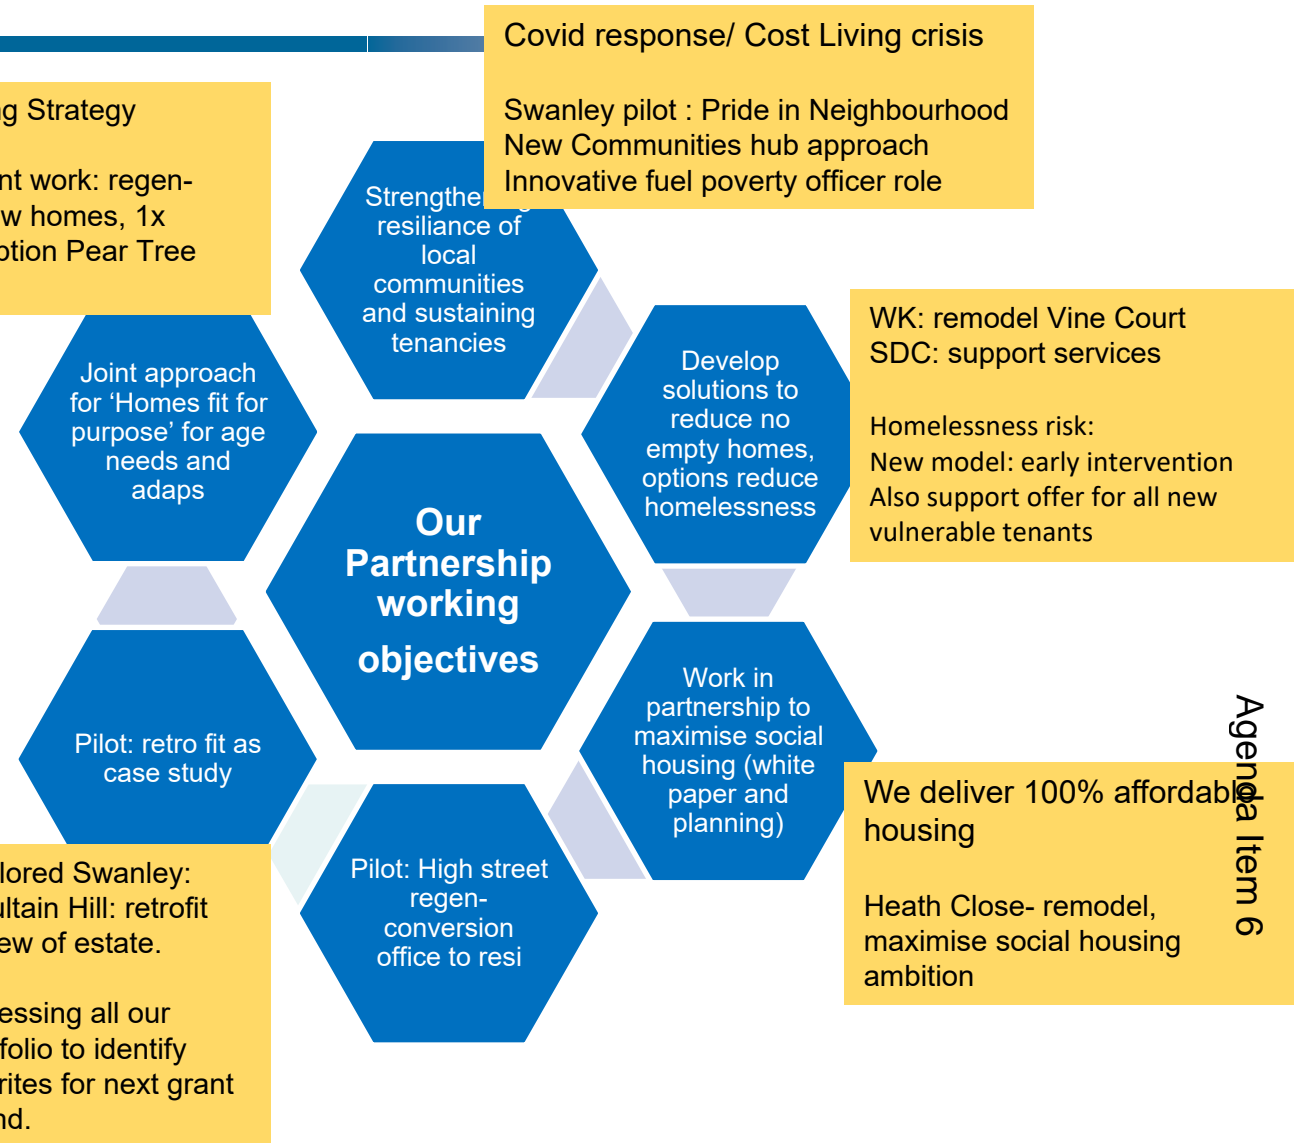 Covid response/ Cost Living crisis
Swanley pilot : Pride in Neighbourhood
New Communities hub approach
Innovative fuel poverty officer role
ng Strategy
nt work: regen-
w homes, 1x
ption Pear Tree
Strengthening
resiliance of
local
communities
and sustaining
tenancies
Develop
solutions to
reduce no
empty homes,
options reduce
homelessness
WK: remodel Vine Court
SDC: support services
Homelessness risk:
New model: early intervention
Also support offer for all new
vulnerable tenants
Joint approach
for ‘Homes fit for
purpose’ for age
needs and
adaps
Our
Partnership
working
objectives
Work in
partnership to
maximise social
housing (white
paper and
planning)
We deliver 100% affordable
housing
Heath Close- remodel,
maximise social housing
ambition
Pilot: retro fit as
case study
Pilot: High street
regen-
conversion
office to resi
lored Swanley:
ultain Hill: retrofit
ew of estate.
essing all our
folio to identify
rites for next grant
nd.
Agenda Item 6